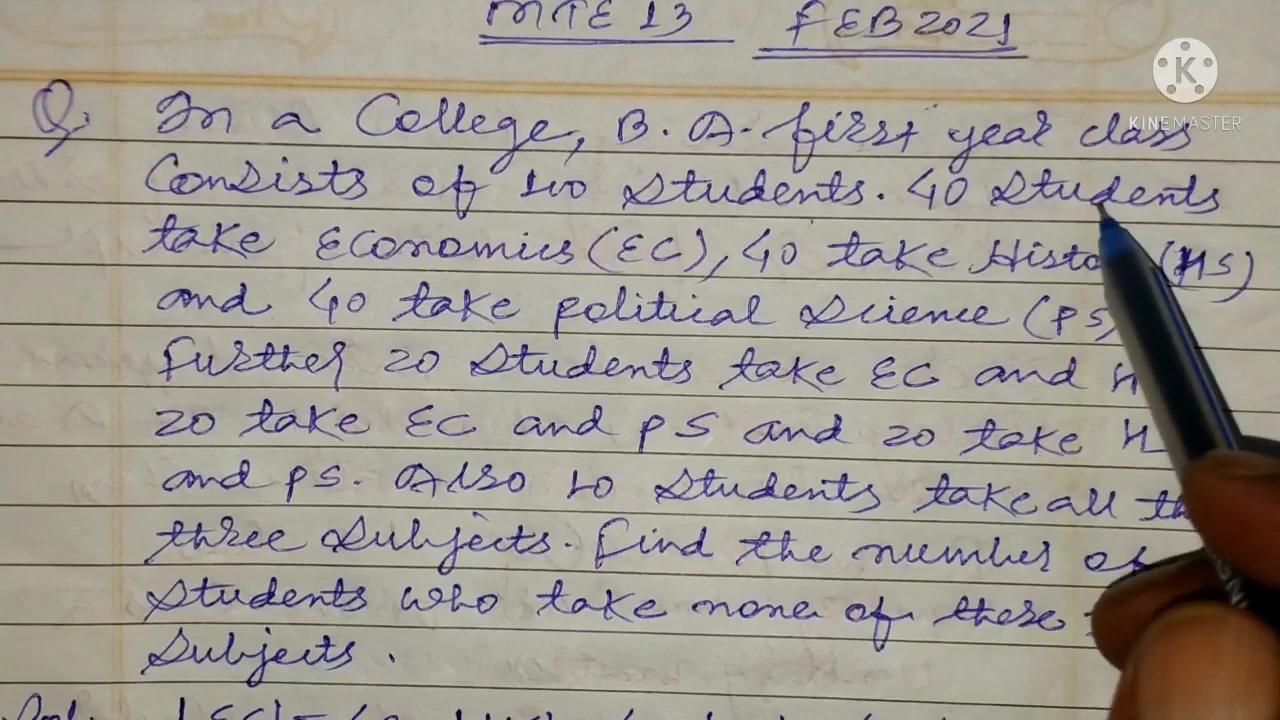 MTE 13 FEB 2021
K
KINEMASTER
Q. In a College, B.A. first year class
Consists of 100 Students. 40 Students
take Economics (EC), 40 take (HS)
and 40 take political Science (PS)
Further 20 Students take EC and
20 take EC and PS and 20 take
and PS. Also 10 Students take all
three Subjects. Find the number of
Students who take none of these
Subjects.